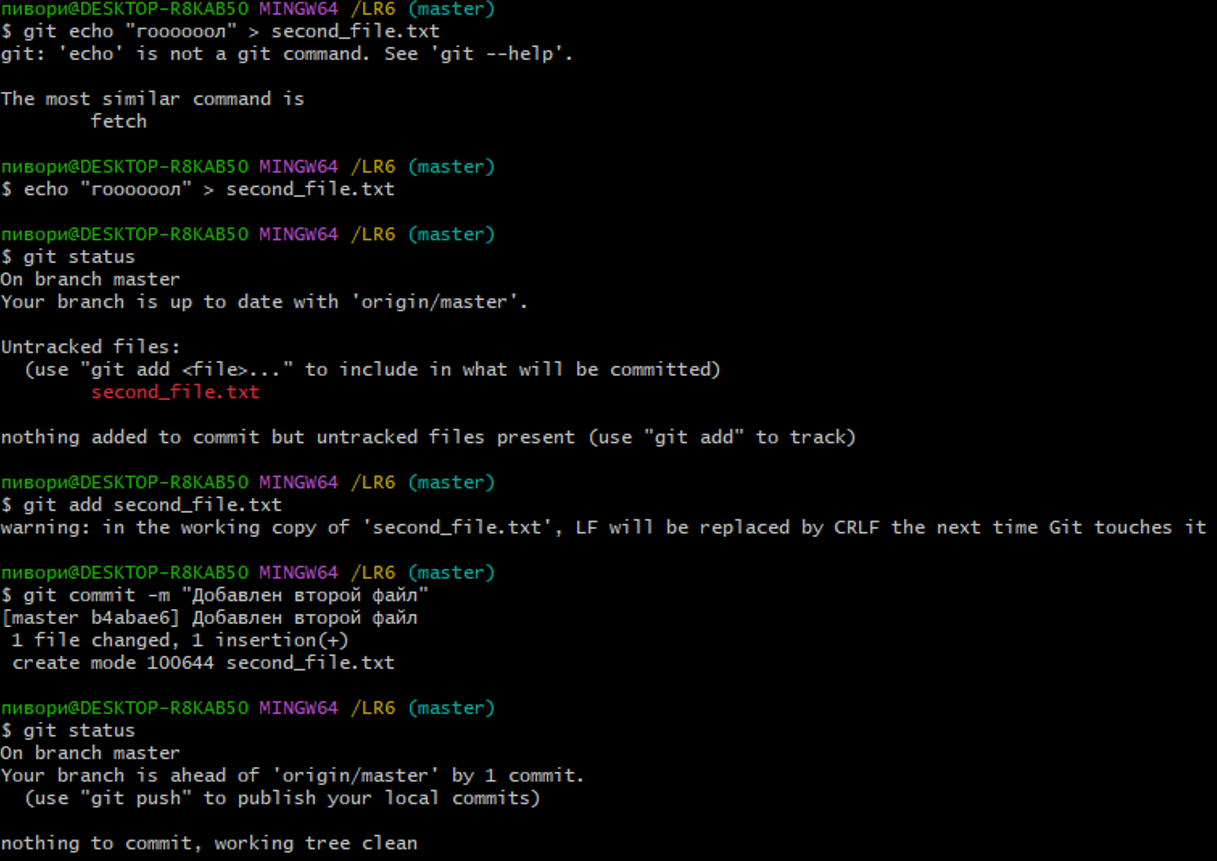 пивори@DESKTOP-R8KAB5O MINGW64 /LR6 (master)
$ git echo "гоооооол" > second_file.txt
git: 'echo' is not a git command. See 'git --help'.
The most similar command is
fetch
пивори@DESKTOP-R8KAB5O MINGW64 /LR6 (master)
$ echo "гоооооол" > second_file.txt
пивори@DESKTOP-R8KAB5O MINGW64 /LR6 (master)
$ git status
On branch master
Your branch is up to date with 'origin/master'.
Untracked files:
(use "git add <file>..." to include in what will be committed)
second_file.txt
nothing added to commit but untracked files present (use "git add" to track)
пивори@DESKTOP-R8KAB5O MINGW64 /LR6 (master)
$ git add second_file.txt
warning: in the working copy of 'second_file.txt', LF will be replaced by CRLF the next time Git touches it
пивори@DESKTOP-R8KAB5O MINGW64 /LR6 (master)
$ git commit -m "Добавлен второй файл"
[master b4abae6] Добавлен второй файл
1 file changed, 1 insertion(+)
create mode 100644 second_file.txt
пивори@DESKTOP-R8KAB5O MINGW64 /LR6 (master)
$ git status
On branch master
Your branch is ahead of 'origin/master' by 1 commit.
(use "git push" to publish your local commits)
nothing to commit, working tree clean